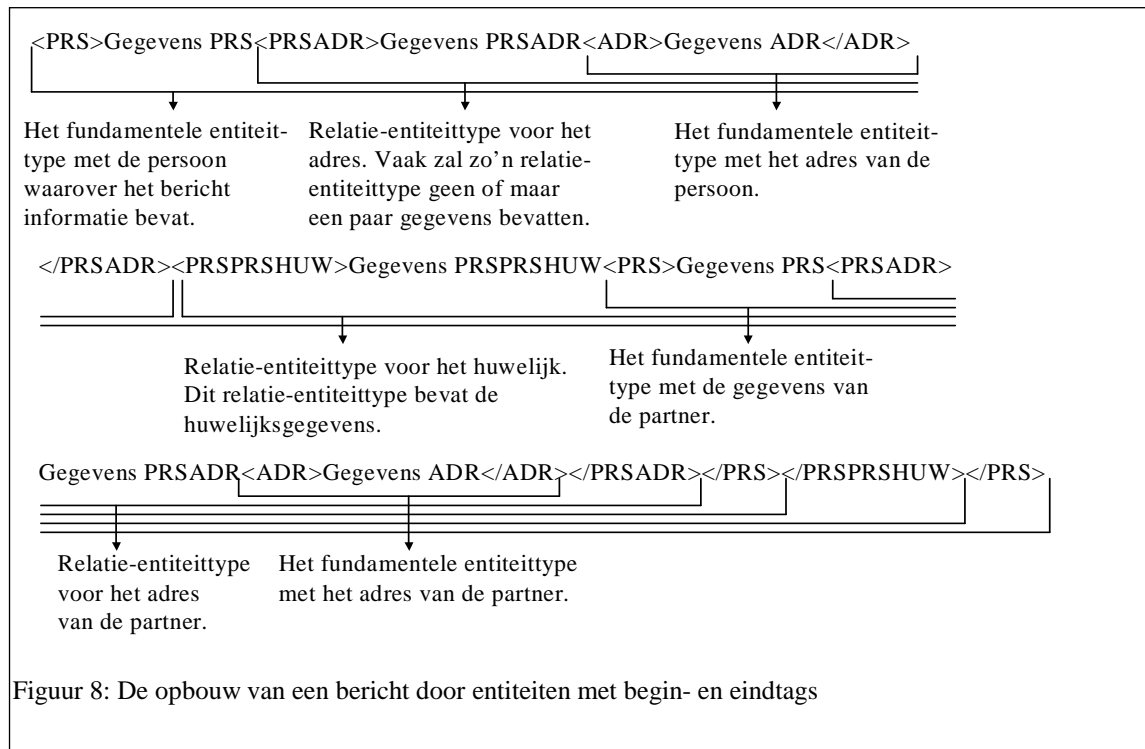 <PRS>Gegevens PRS<PRSADR>Gegevens PRSADR<ADR>Gegevens ADR</ADR>
Het fundamentele entiteit-
type met de persoon
waarover het bericht
informatie bevat.
Relatie-entiteittype voor het
adres. Vaak zal zo’n relatie-
entiteittype geen of maar
een paar gegevens bevatten.
Het fundamentele entiteit-
type met het adres van de
persoon.
</PRSADR><PRSPRSHUW>Gegevens PRSPRSHUW<PRS>Gegevens PRS<PRSADR>
Relatie-entiteittype voor het huwelijk.
Dit relatie-entiteittype bevat de
huwelijksgegevens.
Het fundamentele entiteit-
type met de gegevens van
de partner.
Gegevens PRSADR<ADR>Gegevens ADR</ADR></PRSADR></PRS></PRSPRSHUW></PRS>
Relatie-entiteittype
voor het adres
van de partner.
Het fundamentele entiteittype
met het adres van de partner.
Figuur 8: De opbouw van een bericht door entiteiten met begin- en eindtags